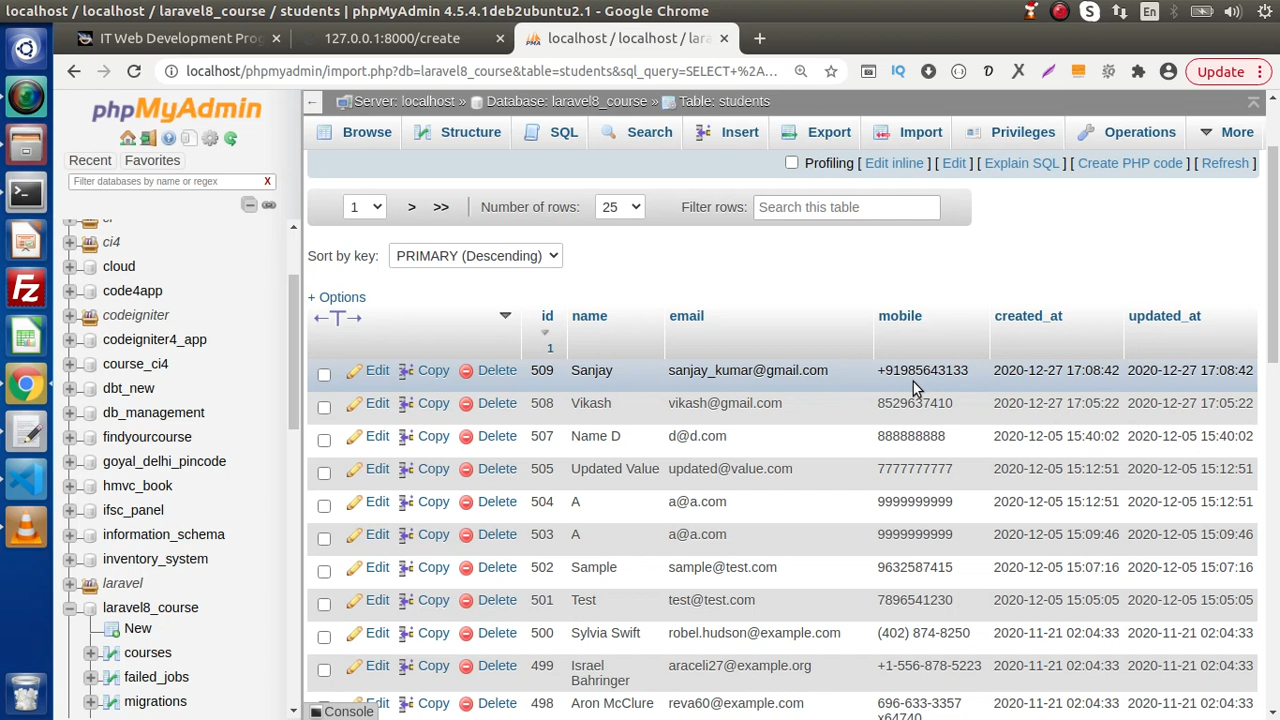 localhost / localhost / laravel8_course / students | phpMyAdmin 4.5.4.1deb2ubuntu2.1 - Google Chrome
En
IT Web Development Pro
127.0.0.1:8000/create
localhost / localhost / lara
localhost/phpmyadmin/import.php?db=laravel8_course&table=students&sql_query=SELECT+%2A,...
IQ
Update
phpMyAdmin
Recent Favorites
Filter databases by name or regex X
ci4
cloud
code4app
codeigniter
codeigniter4_app
course_ci4
dbt_new
db_management
findyourcourse
goyal_delhi_pincode
hmvc_book
ifsc_panel
information_schema
inventory_system
laravel
laravel8_course
New
courses
failed_jobs
migrations
Server: localhost » Database: laravel8_course » Table: students
Browse Structure SQL Search Insert Export Import Privileges Operations More
Profiling [ Edit inline ] [ Edit ] [ Explain SQL ] [ Create PHP code ] [ Refresh ]
1 > >> Number of rows: 25 Filter rows: Search this table
Sort by key: PRIMARY (Descending)
+ Options
←T→ id 1 name email mobile created_at updated_at
Edit Copy Delete 509 Sanjay sanjay_kumar@gmail.com +91985643133 2020-12-27 17:08:42 2020-12-27 17:08:42
Edit Copy Delete 508 Vikash vikash@gmail.com 8529637410 2020-12-27 17:05:22 2020-12-27 17:05:22
Edit Copy Delete 507 Name D d@d.com 888888888 2020-12-05 15:40:02 2020-12-05 15:40:02
Edit Copy Delete 505 Updated Value updated@value.com 7777777777 2020-12-05 15:12:51 2020-12-05 15:12:51
Edit Copy Delete 504 A a@a.com 9999999999 2020-12-05 15:12:51 2020-12-05 15:12:51
Edit Copy Delete 503 A a@a.com 9999999999 2020-12-05 15:09:46 2020-12-05 15:09:46
Edit Copy Delete 502 Sample sample@test.com 9632587415 2020-12-05 15:07:16 2020-12-05 15:07:16
Edit Copy Delete 501 Test test@test.com 7896541230 2020-12-05 15:05:05 2020-12-05 15:05:05
Edit Copy Delete 500 Sylvia Swift robel.hudson@example.com (402) 874-8250 2020-11-21 02:04:33 2020-11-21 02:04:33
Edit Copy Delete 499 Israel Bahringer araceli27@example.org +1-556-878-5223 2020-11-21 02:04:33 2020-11-21 02:04:33
Edit Copy Delete 498 Aron McClure reva60@example.com 696-633-3357 x64740 2020-11-21 02:04:33 2020-11-21 02:04:33
Console